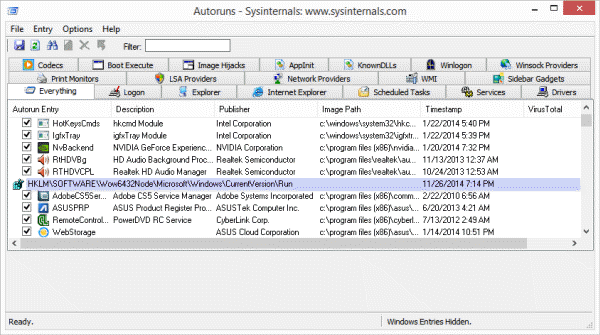 Autoruns - Sysinternals: www.sysinternals.com
File Entry Options Help
Filter:
Codecs Boot Execute Image Hijacks AppInit KnownDLLs Winlogon Winsock Providers
Print Monitors LSA Providers Network Providers WMI Sidebar Gadgets
Everything Logon Explorer Internet Explorer Scheduled Tasks Services Drivers
Autorun Entry Description Publisher Image Path Timestamp VirusTotal
HotKeysCmds hkcmd Module Intel Corporation c:\windows\system32\hkc... 1/22/2014 5:40 PM
IgfxTray igfxTray Module Intel Corporation c:\windows\system32\igfxtr... 1/22/2014 5:39 PM
NvBackend NVIDIA GeForce Experienc... NVIDIA Corporation c:\program files (x86)\nvidia... 1/20/2014 7:32 PM
RtHDVBg HD Audio Background Proc... Realtek Semiconductor c:\program files\realtek\au... 11/13/2013 12:37 AM
RTHDVCPL Realtek HD Audio Manager Realtek Semiconductor c:\program files\realtek\au... 10/24/2013 12:53 AM
HKLM\SOFTWARE\Wow6432Node\Microsoft\Windows\CurrentVersion\Run 11/26/2014 7:14 PM
AdobeCS5Ser... Adobe CS5 Service Manager Adobe Systems Incorporated c:\program files (x86)\comm... 2/22/2010 6:56 AM
ASUSPRP ASUS Product Register Pro... ASUSTek Computer Inc. c:\program files (x86)\asus\... 6/20/2013 4:21 AM
RemoteControl... PowerDVD RC Service CyberLink Corp. c:\program files (x86)\cyberl... 7/13/2012 2:49 AM
WebStorage ASUS Cloud Corporation c:\program files (x86)\asus\... 1/14/2014 10:51 PM
Ready. Windows Entries Hidden.